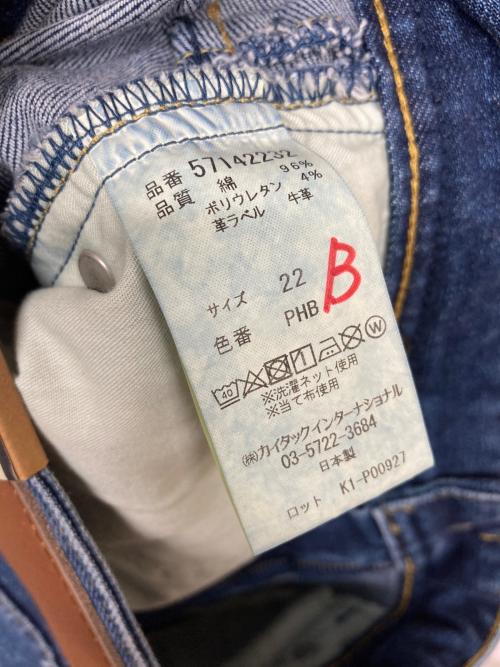 品番 57142232
品質 綿 96%
ポリウレタン 4%
革ラベル 牛革
サイズ 22
色番 PHB
B
40 W
※洗濯ネット使用
※当て布使用
㈱カイタックインターナショナル
03-5722-3684
日本製
ロット K1-P00927